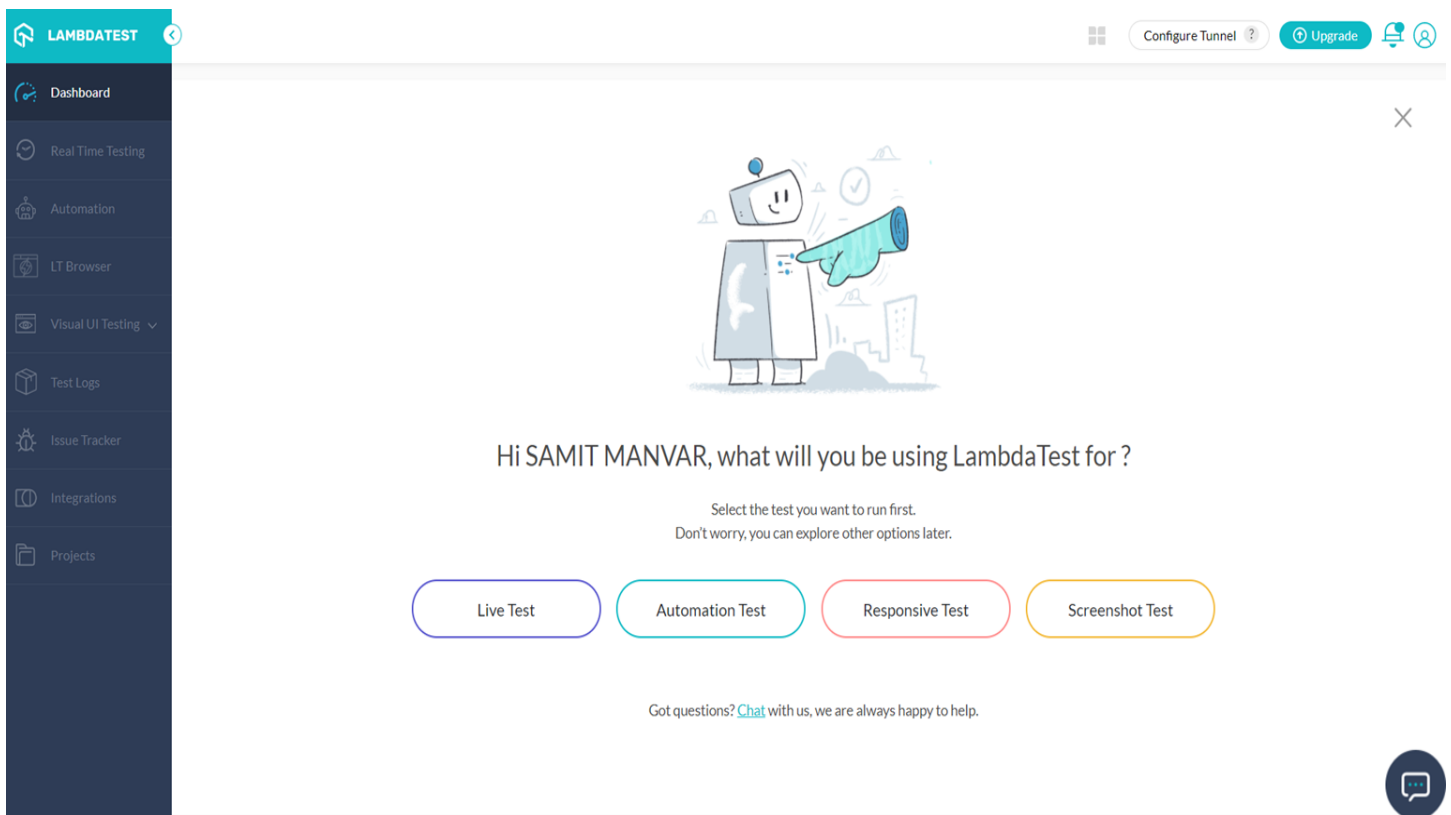 LAMBDATEST
Configure Tunnel ?
Upgrade
Dashboard
Real Time Testing
Automation
LT Browser
Visual UI Testing
Test Logs
Issue Tracker
Integrations
Projects
Hi SAMIT MANVAR, what will you be using LambdaTest for ?
Select the test you want to run first.
Don't worry, you can explore other options later.
Live Test
Automation Test
Responsive Test
Screenshot Test
Got questions? Chat with us, we are always happy to help.